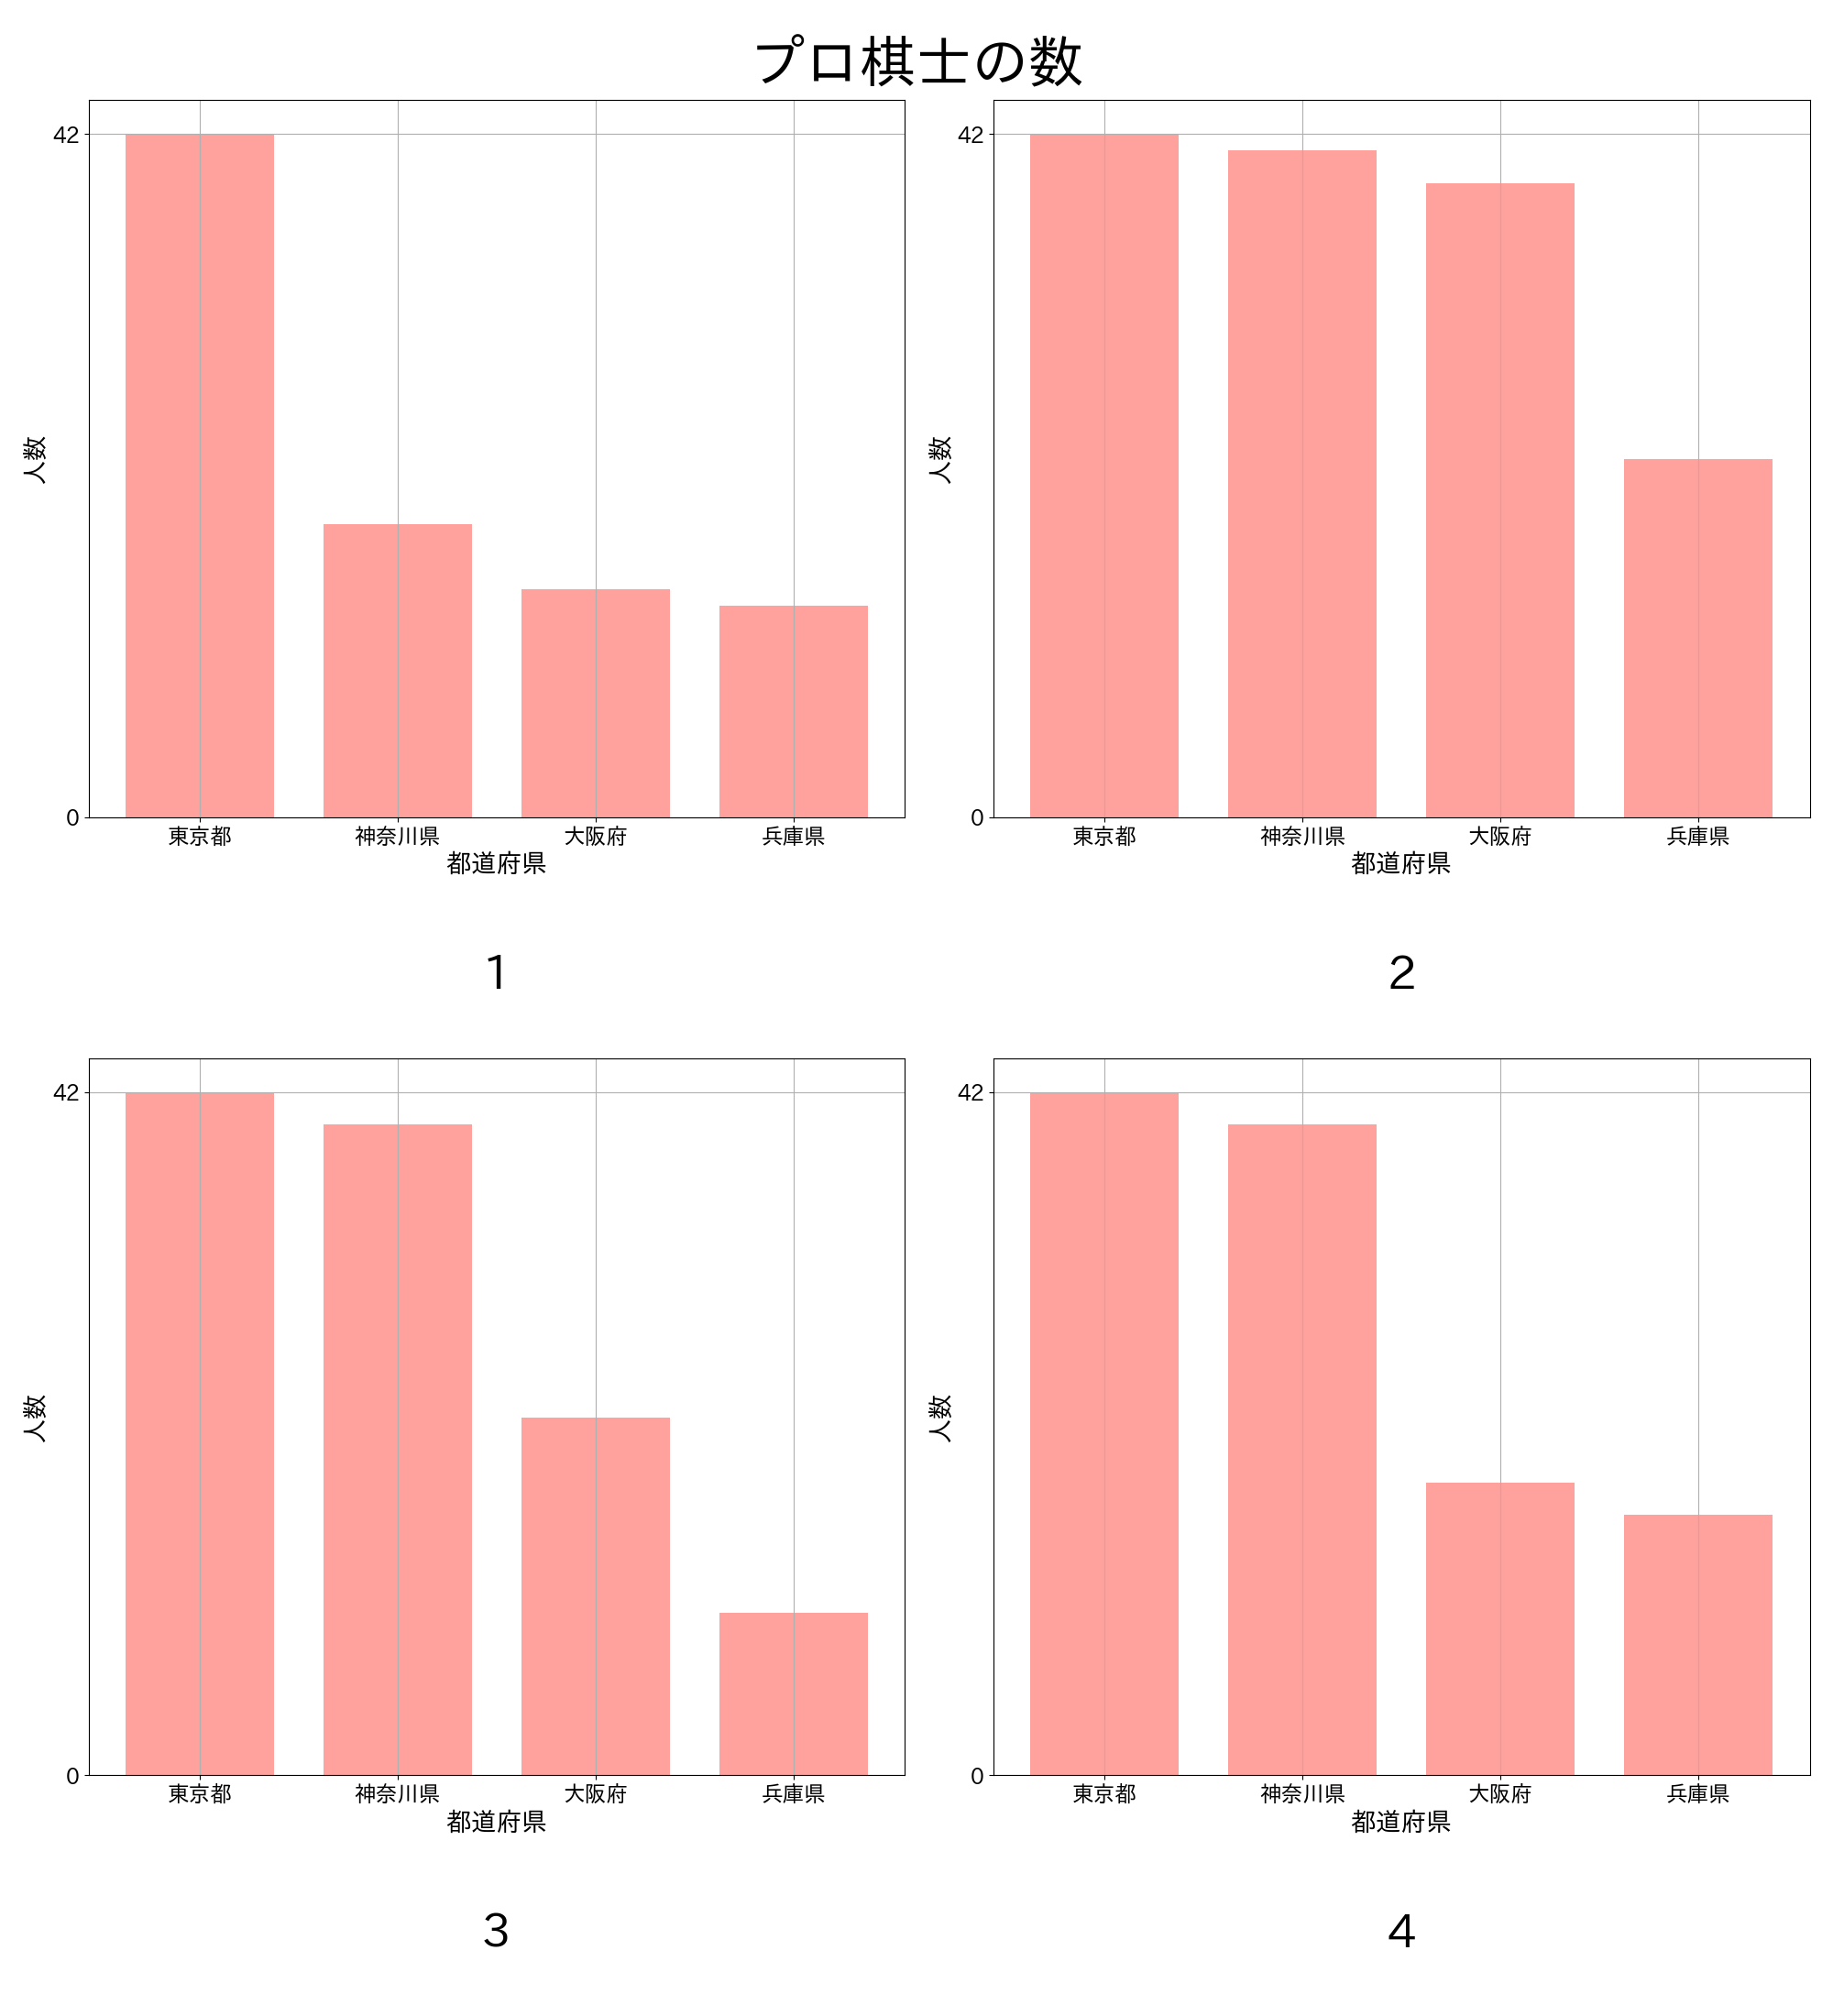 プロ棋士の数
42
人数
0
東京都 神奈川県 大阪府 兵庫県
都道府県
1
42
人数
0
東京都 神奈川県 大阪府 兵庫県
都道府県
2
42
人数
0
東京都 神奈川県 大阪府 兵庫県
都道府県
3
42
人数
0
東京都 神奈川県 大阪府 兵庫県
都道府県
4